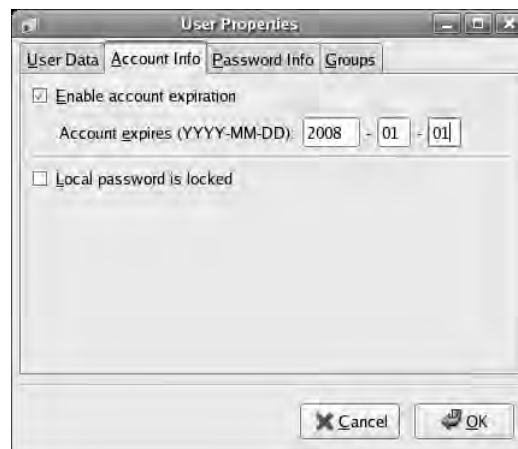 User Properties
User Data Account Info Password Info Groups
Enable account expiration
Account expires (YYYY-MM-DD): 2008 - 01 - 01
Local password is locked
Cancel OK